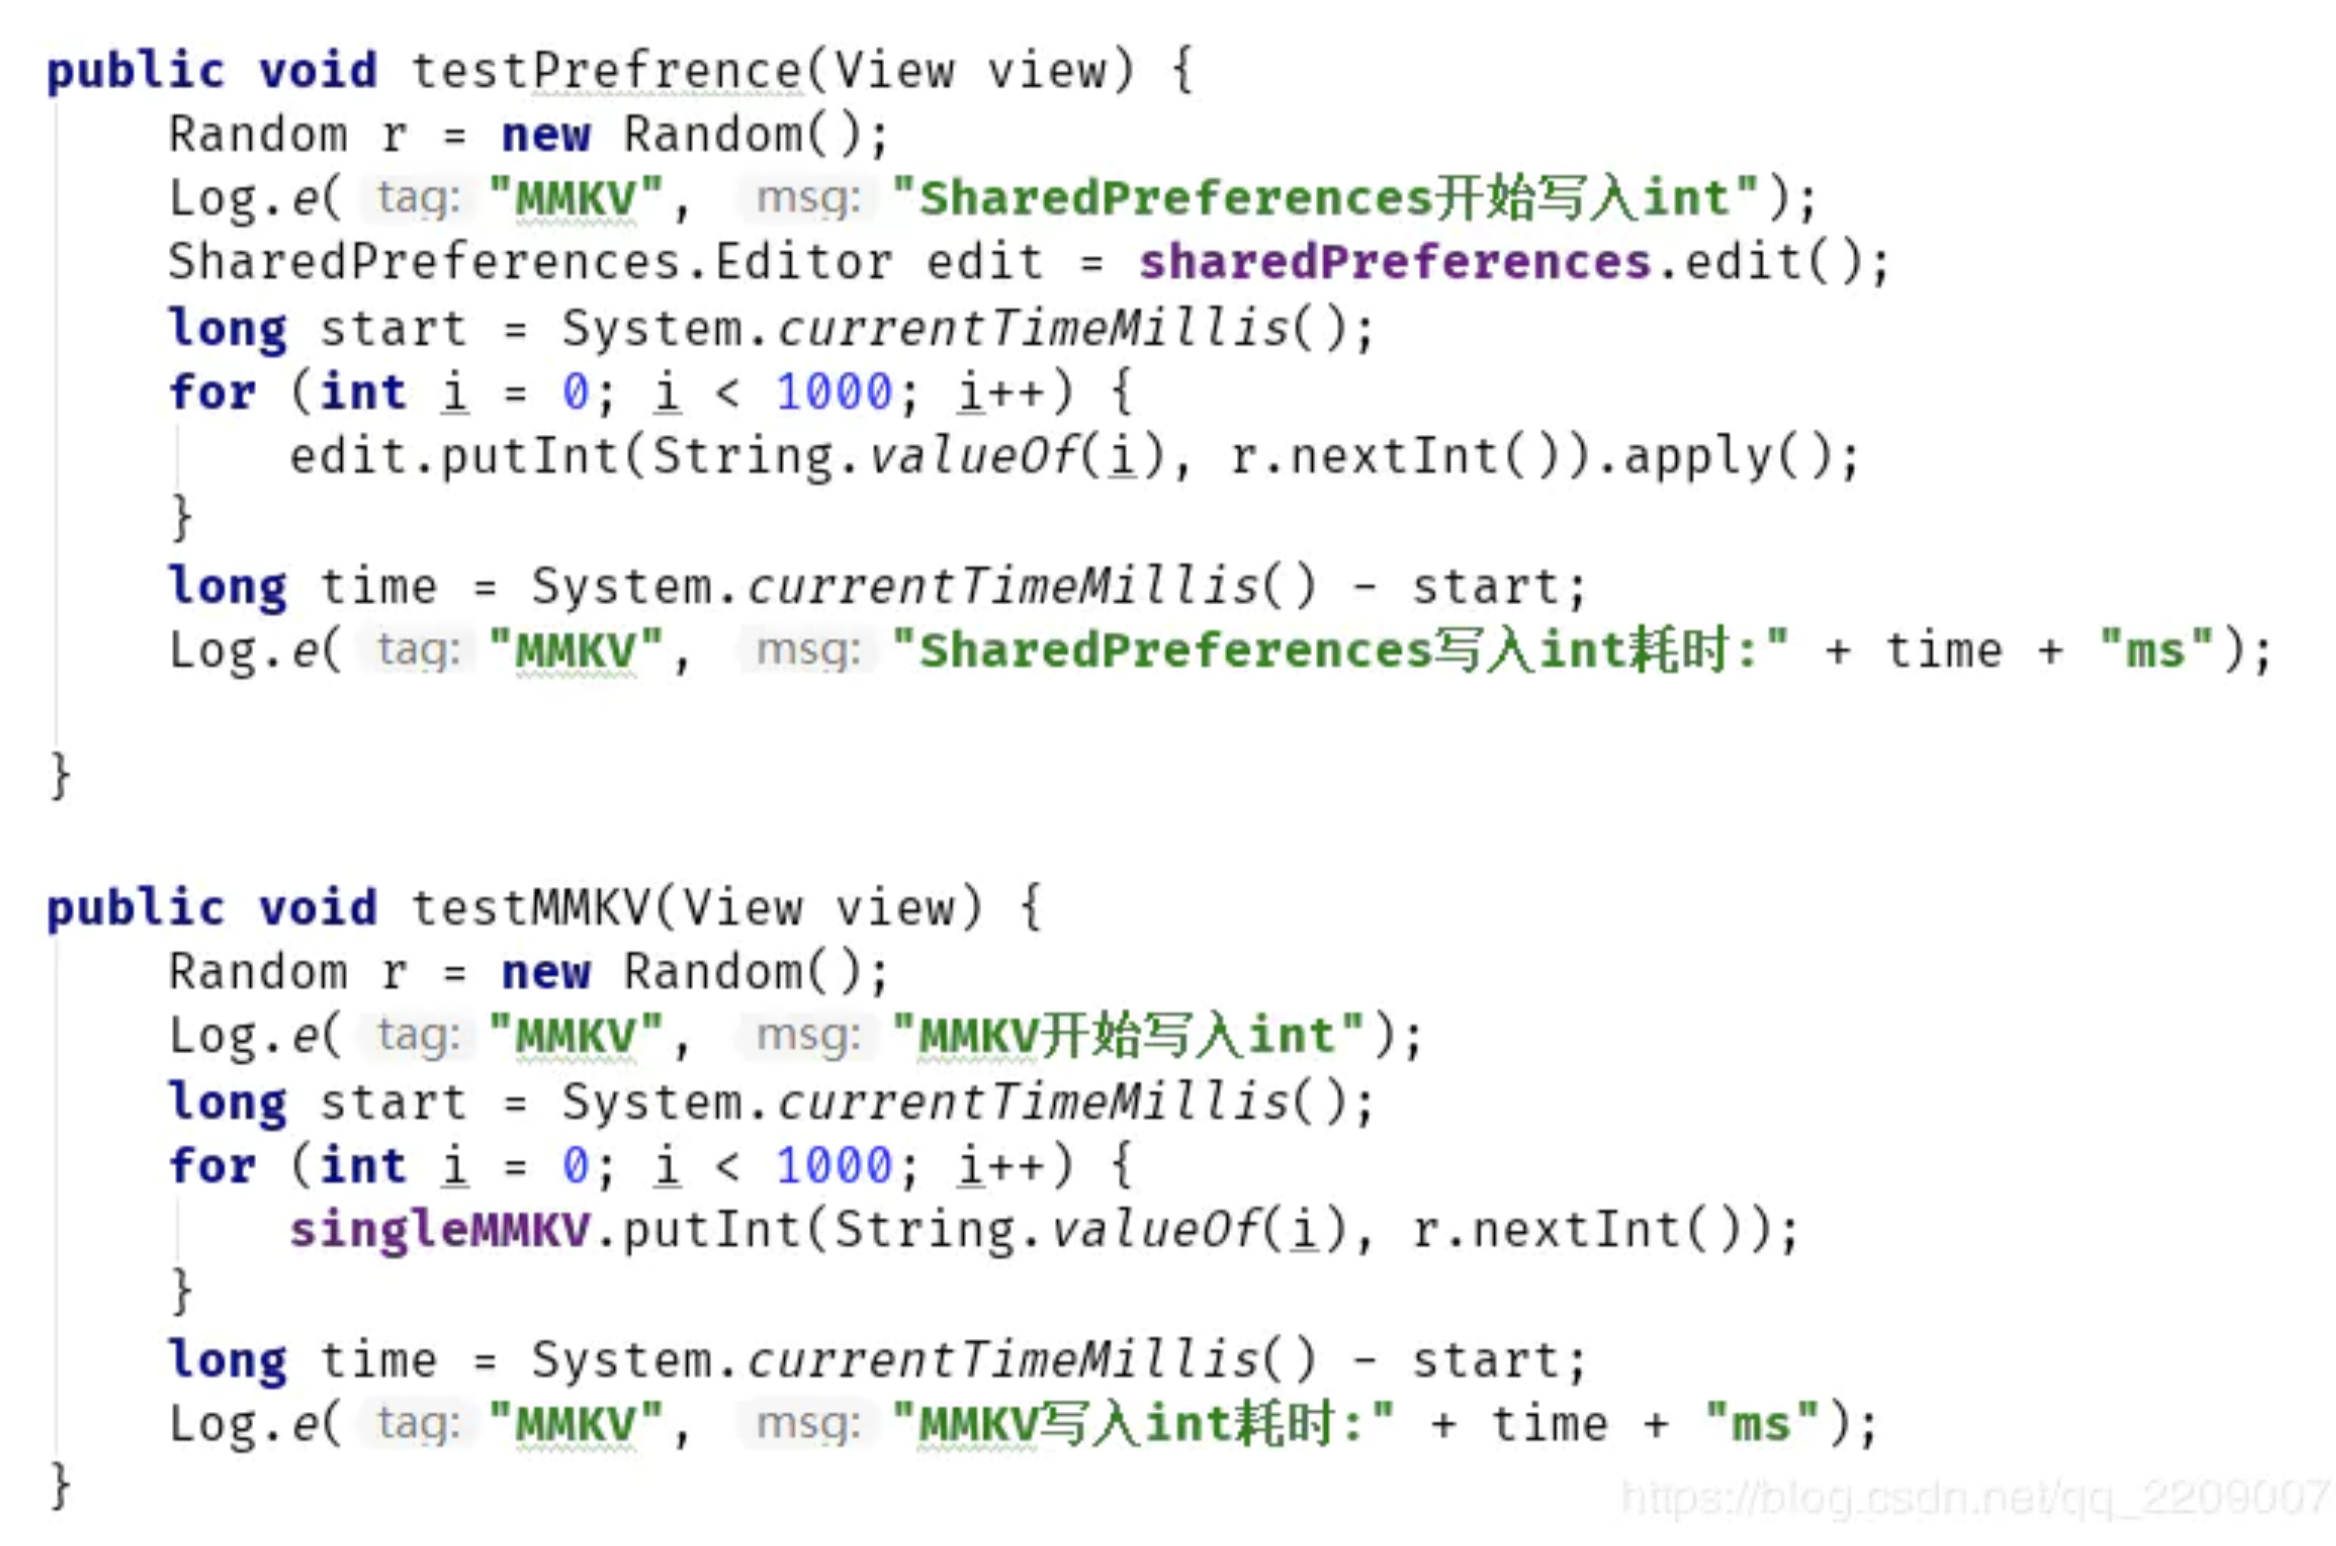 public void testPrefrence(View view) {
Random r = new Random();
Log.e( tag: "MMKV", msg: "SharedPreferences开始写入int");
SharedPreferences.Editor edit = sharedPreferences.edit();
long start = System.currentTimeMillis();
for (int i = 0; i < 1000; i++) {
edit.putInt(String.valueOf(i), r.nextInt()).apply();
}
long time = System.currentTimeMillis() - start;
Log.e( tag: "MMKV", msg: "SharedPreferences写入int耗时:" + time + "ms");
}
public void testMMKV(View view) {
Random r = new Random();
Log.e( tag: "MMKV", msg: "MMKV开始写入int");
long start = System.currentTimeMillis();
for (int i = 0; i < 1000; i++) {
singleMMKV.putInt(String.valueOf(i), r.nextInt());
}
long time = System.currentTimeMillis() - start;
Log.e( tag: "MMKV", msg: "MMKV写入int耗时:" + time + "ms");
}
https://blog.csdn.net/qq_2209007